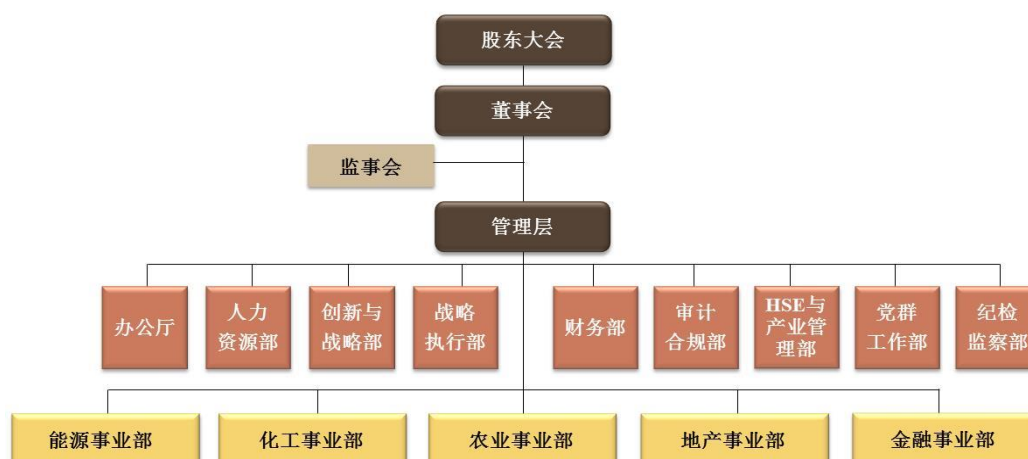 股东大会
董事会
监事会
管理层
办公厅
人力
资源部
创新与
战略部
战略
执行部
财务部
审计
合规部
HSE与
产业管
理部
党群
工作部
纪检
监察部
能源事业部
化工事业部
农业事业部
地产事业部
金融事业部